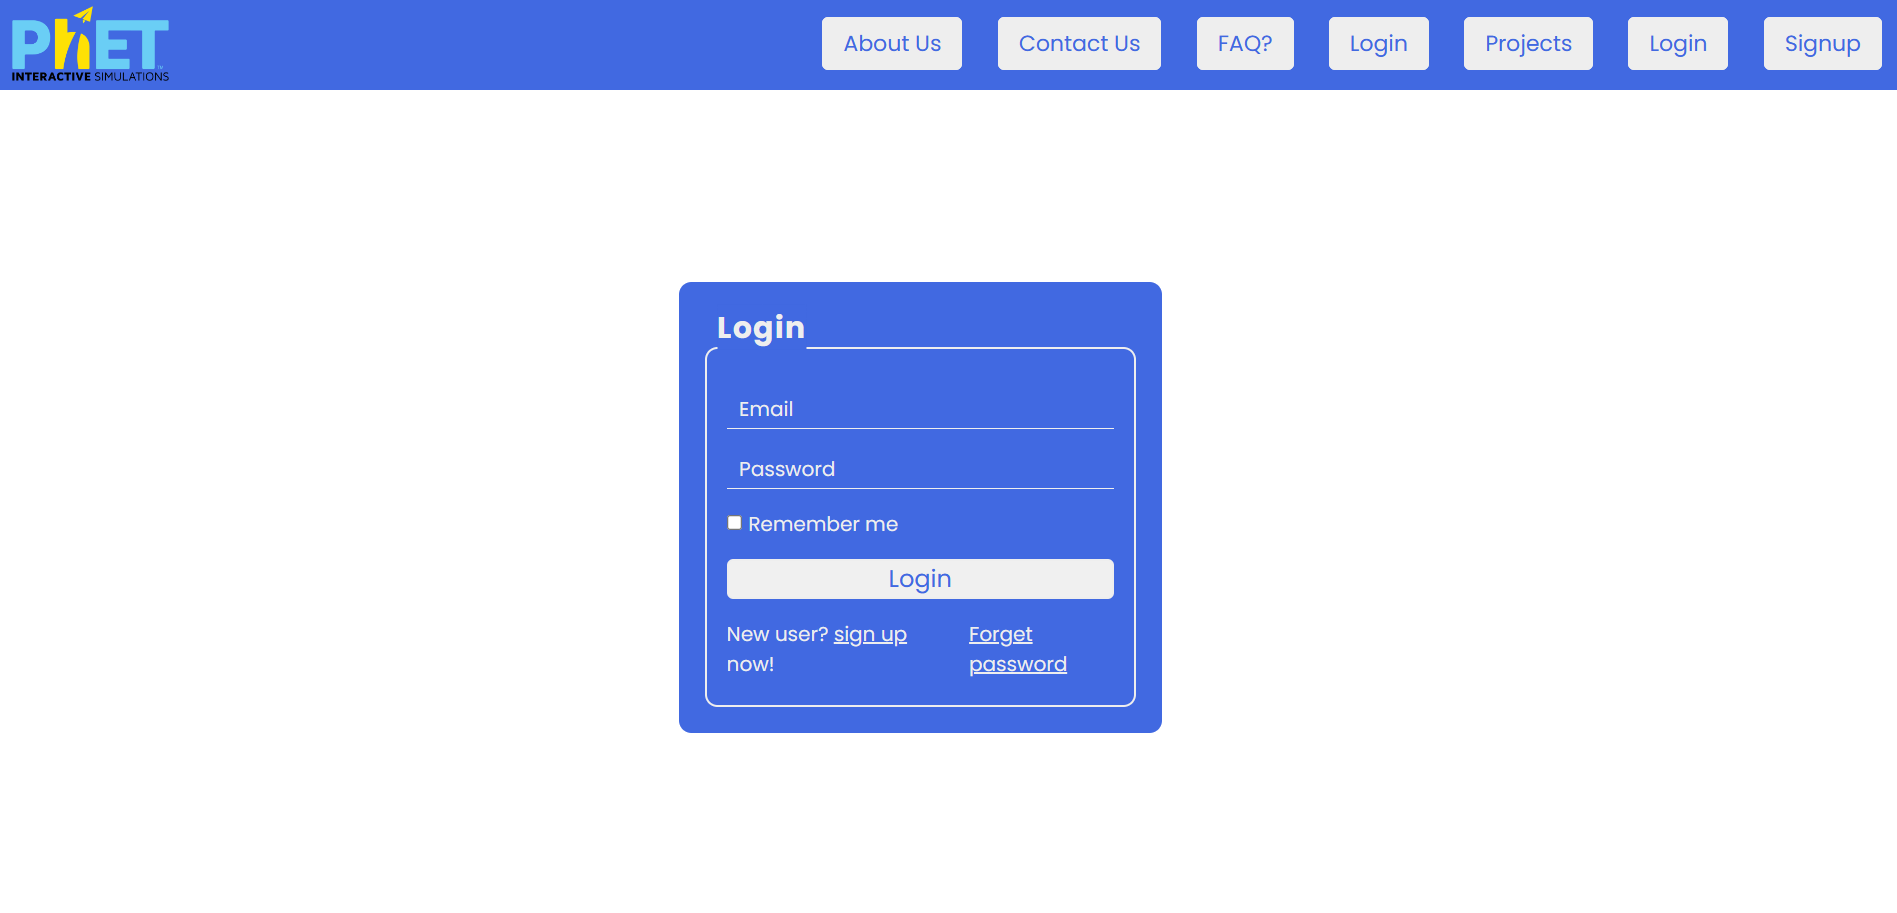 PhET
INTERACTIVE SIMULATIONS
About Us
Contact Us
FAQ?
Login
Projects
Login
Signup
Login
Email
Password
Remember me
Login
New user? sign up
now!
Forget
password